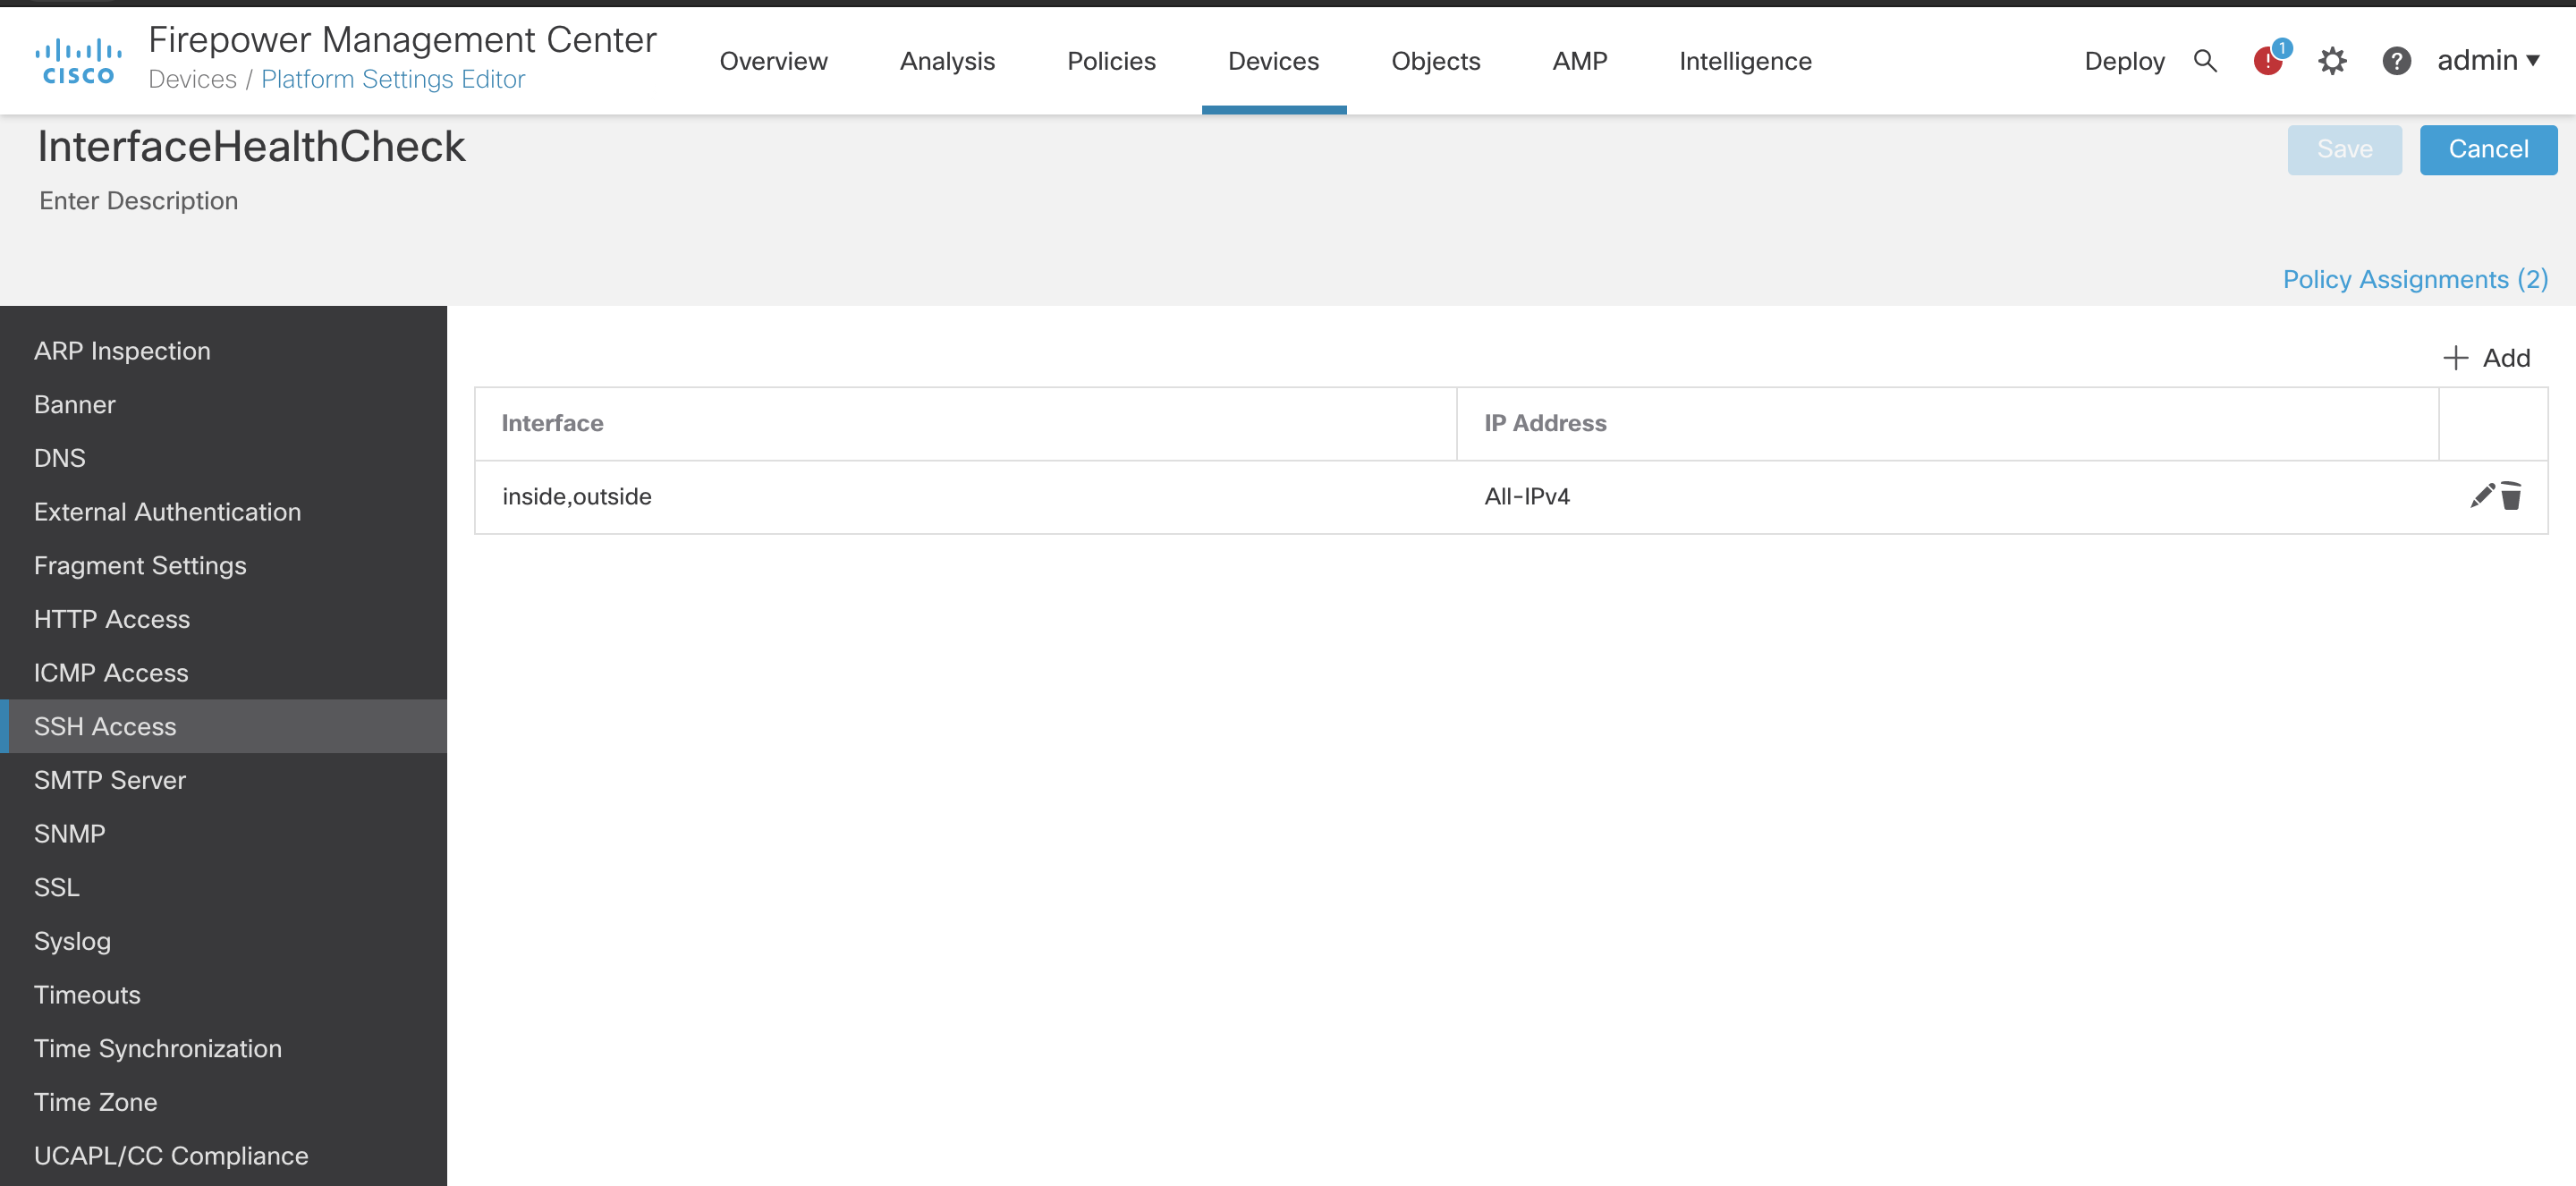 CISCO
Firepower Management Center
Devices / Platform Settings Editor
Overview
Analysis
Policies
Devices
Objects
AMP
Intelligence
Deploy
1
admin
InterfaceHealthCheck
Save
Cancel
Enter Description
Policy Assignments (2)
ARP Inspection
Banner
DNS
External Authentication
Fragment Settings
HTTP Access
ICMP Access
SSH Access
SMTP Server
SNMP
SSL
Syslog
Timeouts
Time Synchronization
Time Zone
UCAPL/CC Compliance
Add
Interface
IP Address
inside,outside
All-IPv4